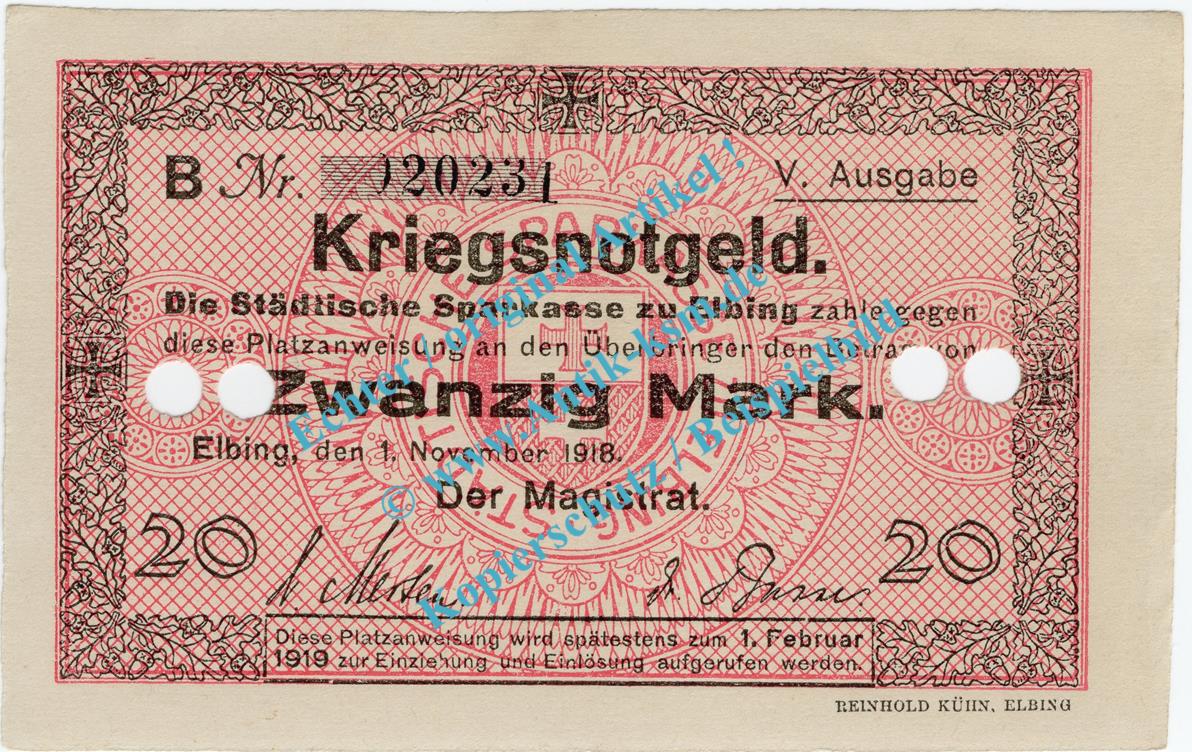 B Nr. 020231
V. Ausgabe
Kriegsnotgeld.
Die Städtische Sparkasse zu Elbing zahle gegen
diese Platzanweisung an den Überbringer den Betrag von
Zwanzig Mark.
Elbing, den 1. November 1918.
Der Magistrat.
20
20
Diese Platzanweisung wird spätestens zum 1. Februar
1919 zur Einziehung und Einlösung aufgerufen werden.
REINHOLD KÜHN, ELBING
Echter / original Artikel !
© www.Antik-ksm.de
Kopierschutz / Beispielbild